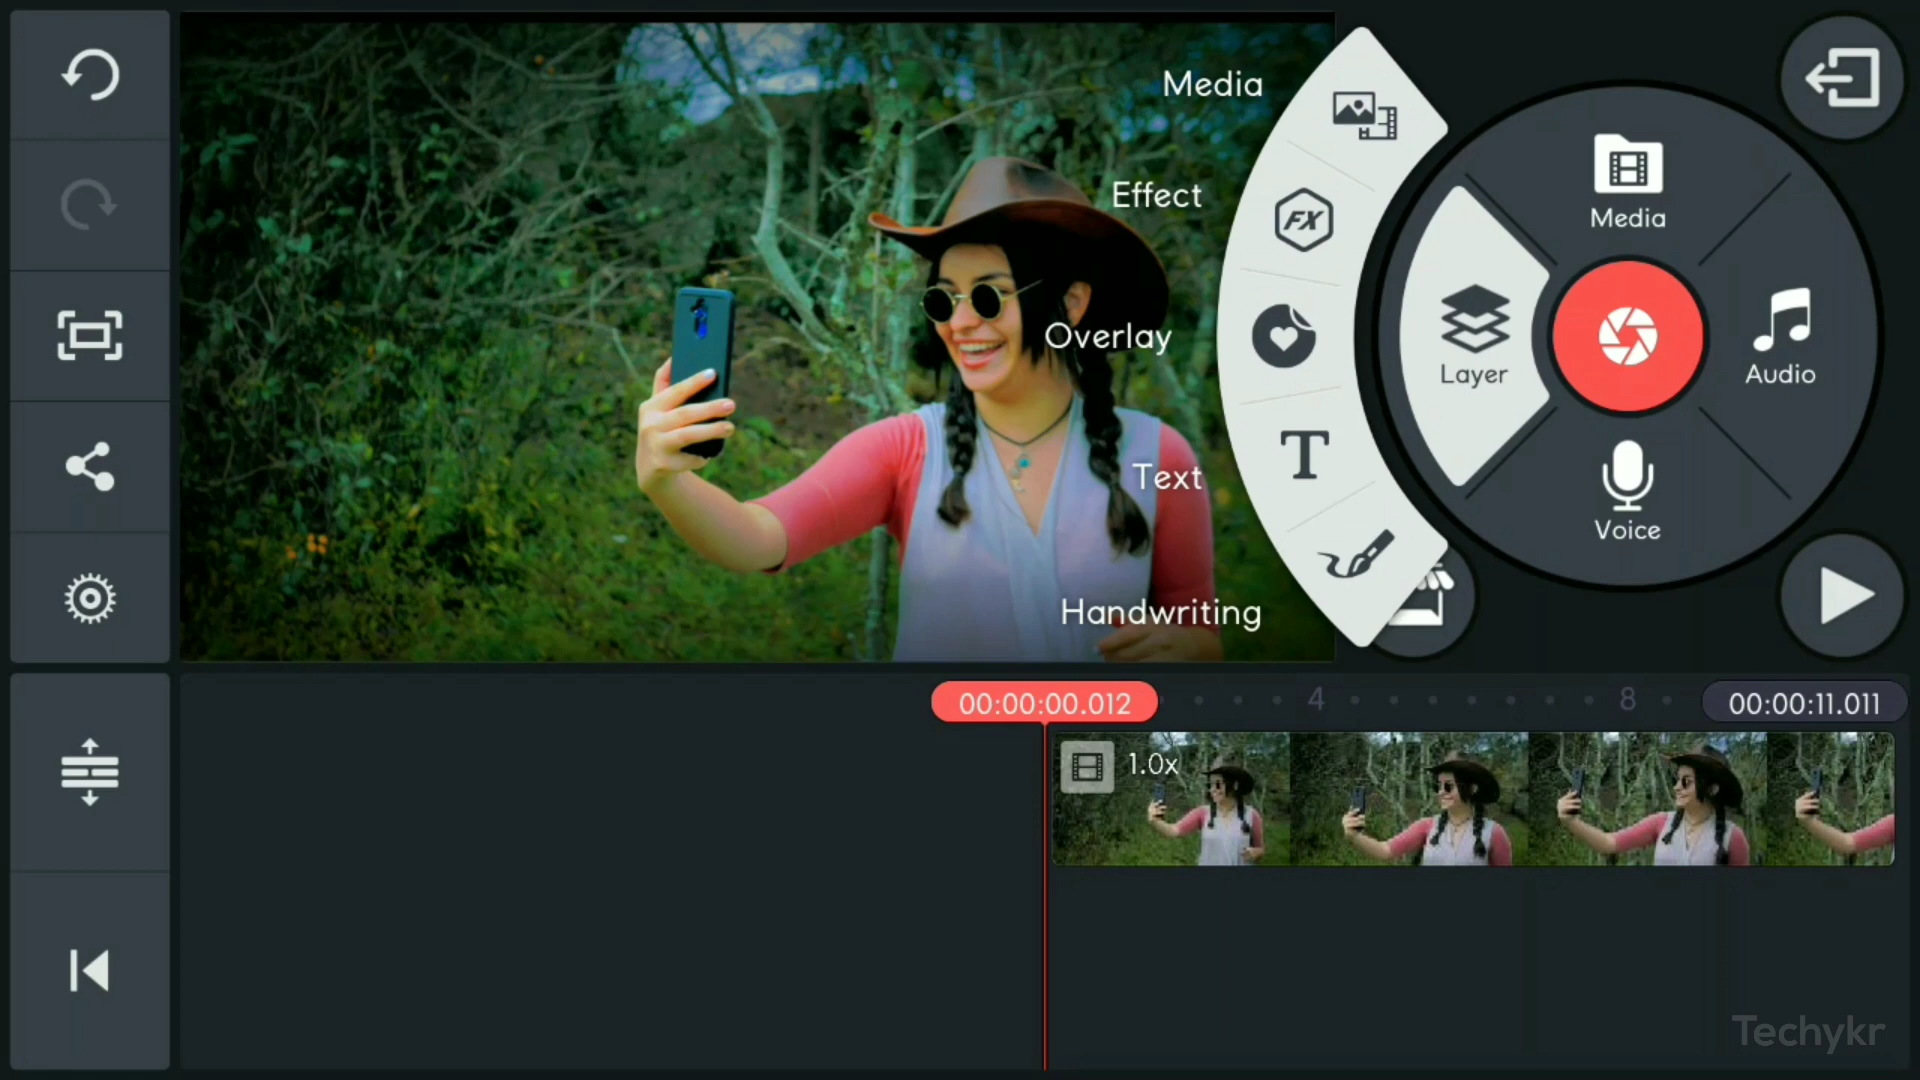 Media
Effect
Overlay
Text
Handwriting
FX
T
Media
Layer
Audio
Voice
00:00:00.012
4
8
00:00:11.011
1.0x
Techykr